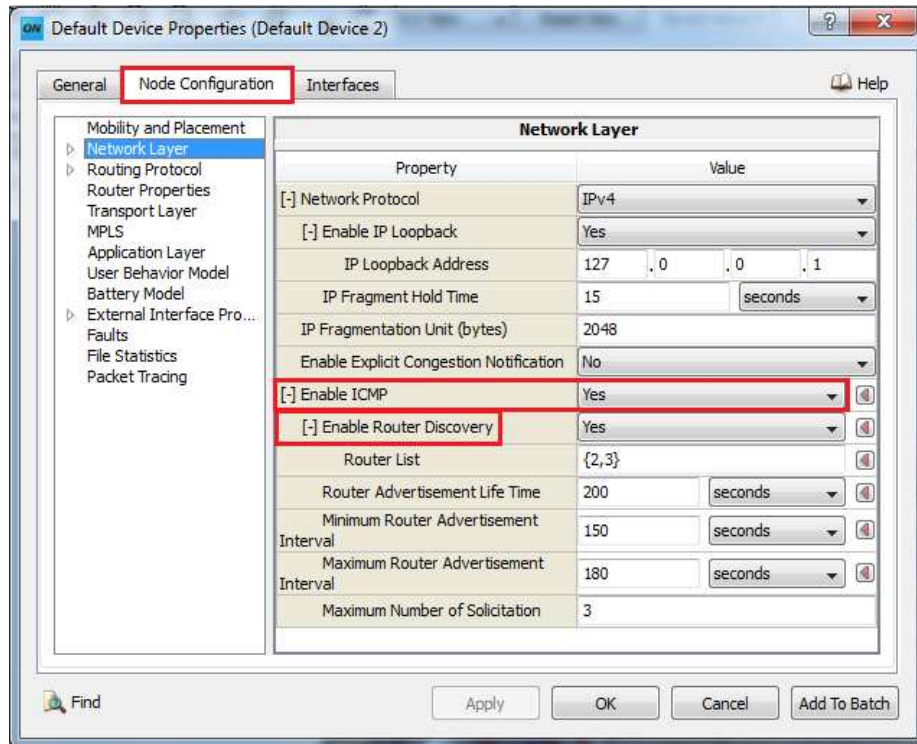 ON Default Device Properties (Default Device 2)
?
X
General
Node Configuration
Interfaces
Help
Mobility and Placement
Network Layer
Routing Protocol
Router Properties
Transport Layer
MPLS
Application Layer
User Behavior Model
Battery Model
External Interface Pro...
Faults
File Statistics
Packet Tracing
Network Layer
Property Value
[-] Network Protocol IPv4
[-] Enable IP Loopback Yes
IP Loopback Address 127 . 0 . 0 . 1
IP Fragment Hold Time 15 seconds
IP Fragmentation Unit (bytes) 2048
Enable Explicit Congestion Notification No
[-] Enable ICMP Yes
[-] Enable Router Discovery Yes
Router List {2,3}
Router Advertisement Life Time 200 seconds
Minimum Router Advertisement
Interval 150 seconds
Maximum Router Advertisement
Interval 180 seconds
Maximum Number of Solicitation 3
Find
Apply
OK
Cancel
Add To Batch